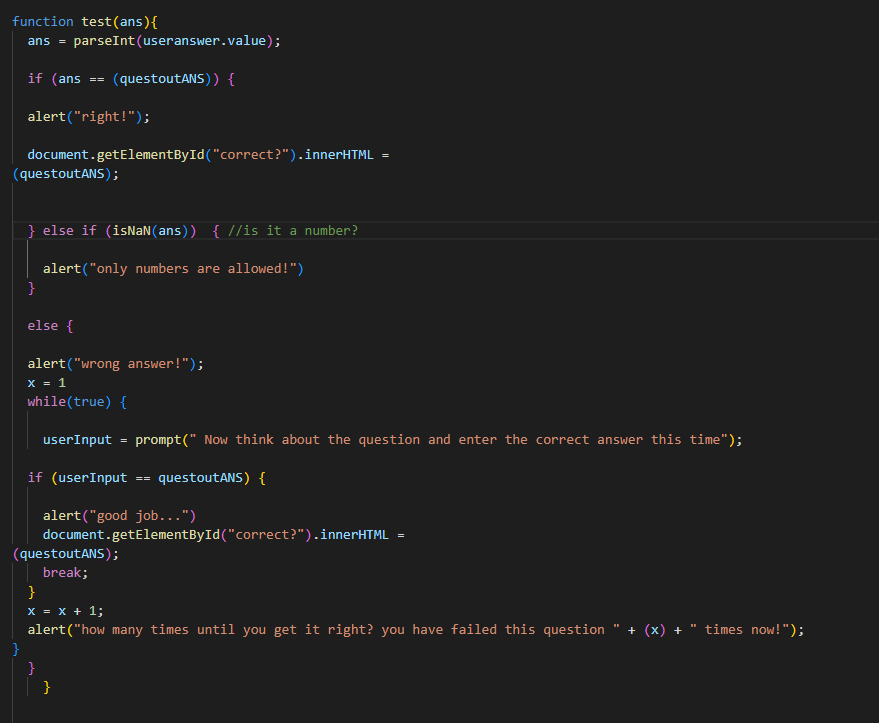 function test(ans){
ans = parseInt(useranswer.value);
if (ans == (questoutANS)) {
alert("right!");
document.getElementById("correct?").innerHTML =
(questoutANS);
} else if (isNaN(ans))  { //is it a number?
alert("only numbers are allowed!")
}
else {
alert("wrong answer!");
x = 1
while(true) {
userInput = prompt(" Now think about the question and enter the correct answer this time");
if (userInput == questoutANS) {
alert("good job...")
document.getElementById("correct?").innerHTML =
(questoutANS);
break;
}
x = x + 1;
alert("how many times until you get it right? you have failed this question " + (x) + " times now!");
}
}
}